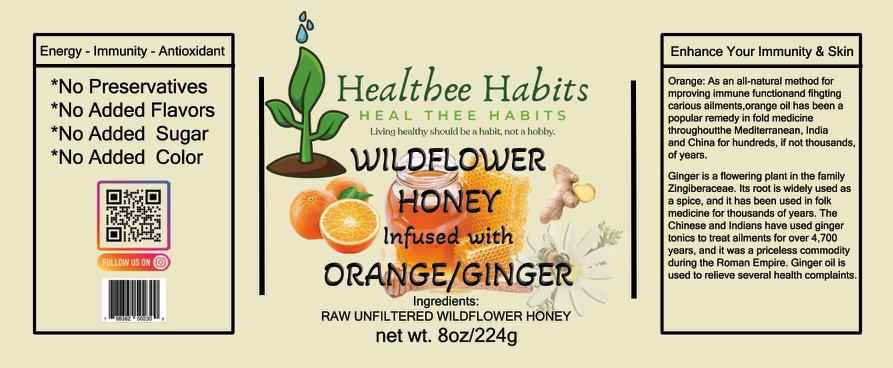 Energy - Immunity - Antioxidant
*No Preservatives
*No Added Flavors
*No Added Sugar
*No Added Color
FOLLOW US ON
7 68362 50230 3
Healthee Habits
HEAL THEE HABITS
Living healthy should be a habit, not a hobby.
WILDFLOWER
HONEY
Infused with
ORANGE/GINGER
Ingredients:
RAW UNFILTERED WILDFLOWER HONEY
net wt. 8oz/224g
Enhance Your Immunity & Skin
Orange: As an all-natural method for
mproving immune functionand fihgting
carious ailments,orange oil has been a
popular remedy in fold medicine
throughoutthe Mediterranean, India
and China for hundreds, if not thousands,
of years.
Ginger is a flowering plant in the family
Zingiberaceae. Its root is widely used as
a spice, and it has been used in folk
medicine for thousands of years. The
Chinese and Indians have used ginger
tonics to treat ailments for over 4,700
years, and it was a priceless commodity
during the Roman Empire. Ginger oil is
used to relieve several health complaints.